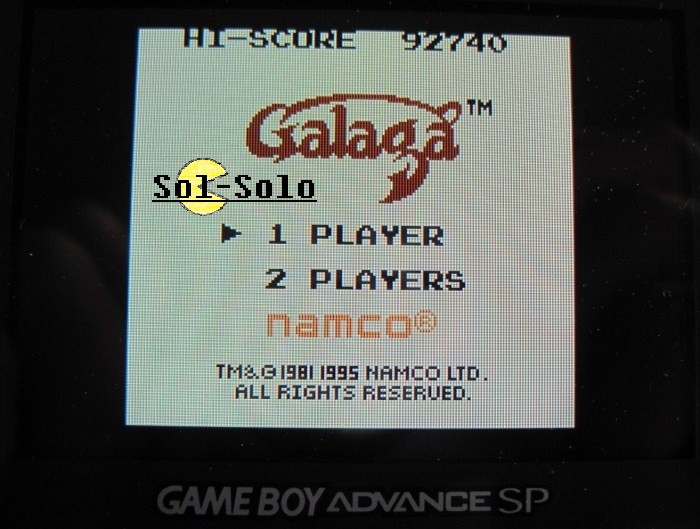 HI-SCORE 92740
Galaga™
Sol-Solo
1 PLAYER
2 PLAYERS
namco®
TM&© 1981 1995 NAMCO LTD.
ALL RIGHTS RESERVED.
GAME BOY ADVANCE SP